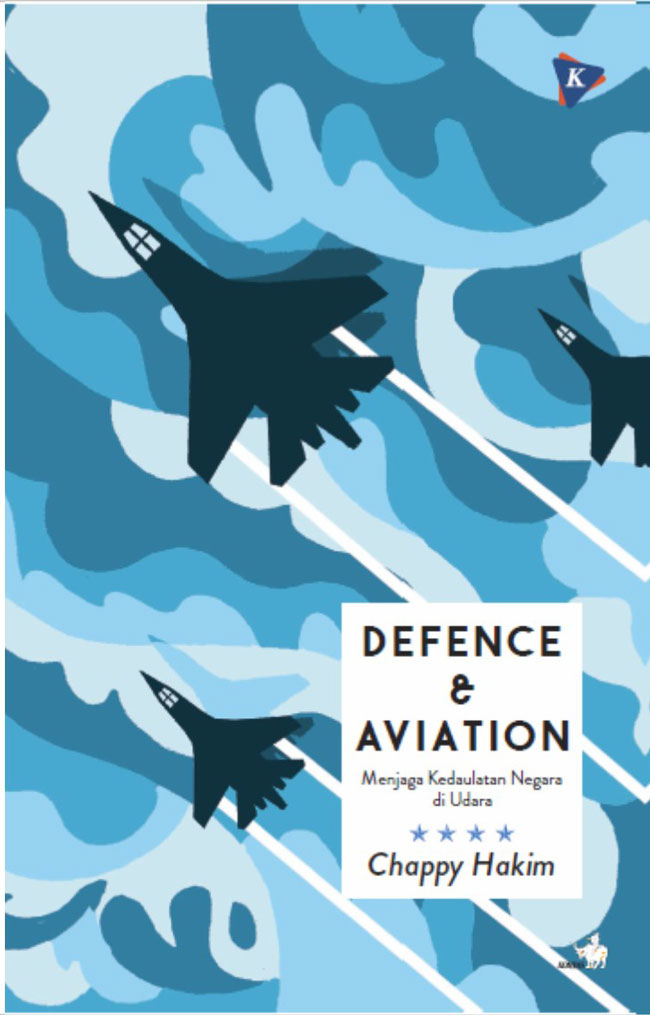 K
DEFENCE
&
AVIATION
Menjaga Kedaulatan Negara
di Udara
Chappy Hakim